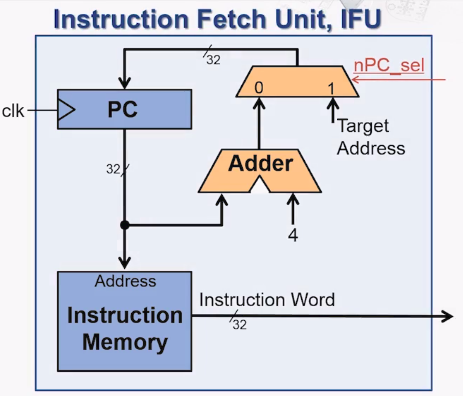 Instruction Fetch Unit, IFU
32
nPC_sel
0
1
clk
PC
Target
Address
Adder
32
4
Address
Instruction
Memory
Instruction Word
32